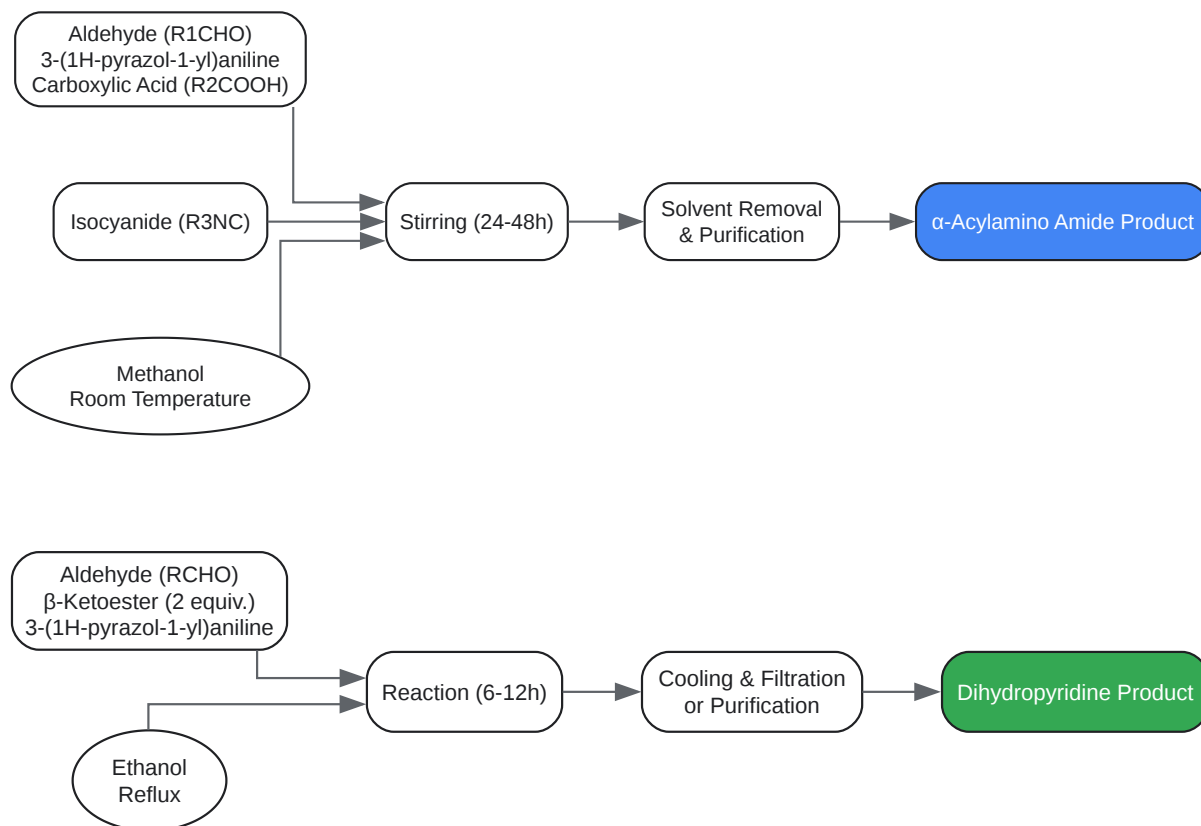 Aldehyde (R1CHO)
3-(1H-pyrazol-1-yl)aniline
Carboxylic Acid (R2COOH)
Isocyanide (R3NC)
Stirring (24-48h)
Solvent Removal
& Purification
α-Acylamino Amide Product
Methanol
Room Temperature
Aldehyde (RCHO)
β-Ketoester (2 equiv.)
3-(1H-pyrazol-1-yl)aniline
Reaction (6-12h)
Cooling & Filtration
or Purification
Dihydropyridine Product
Ethanol
Reflux